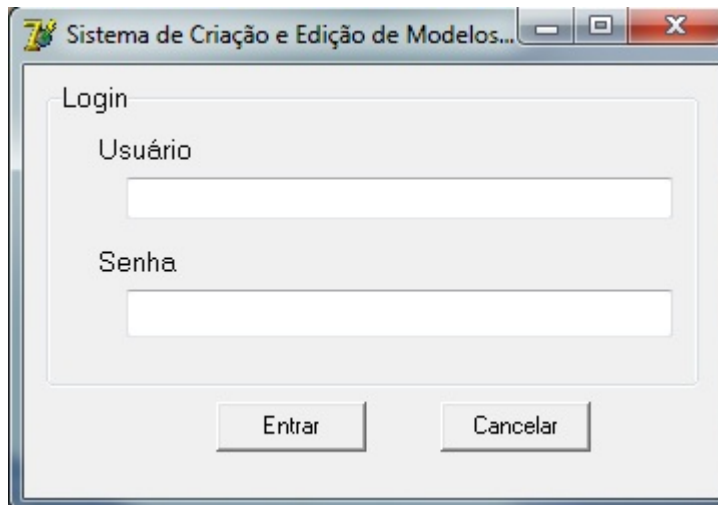 Sistema de Criação e Edição de Modelos...
Login
Usuário
Senha
Entrar
Cancelar